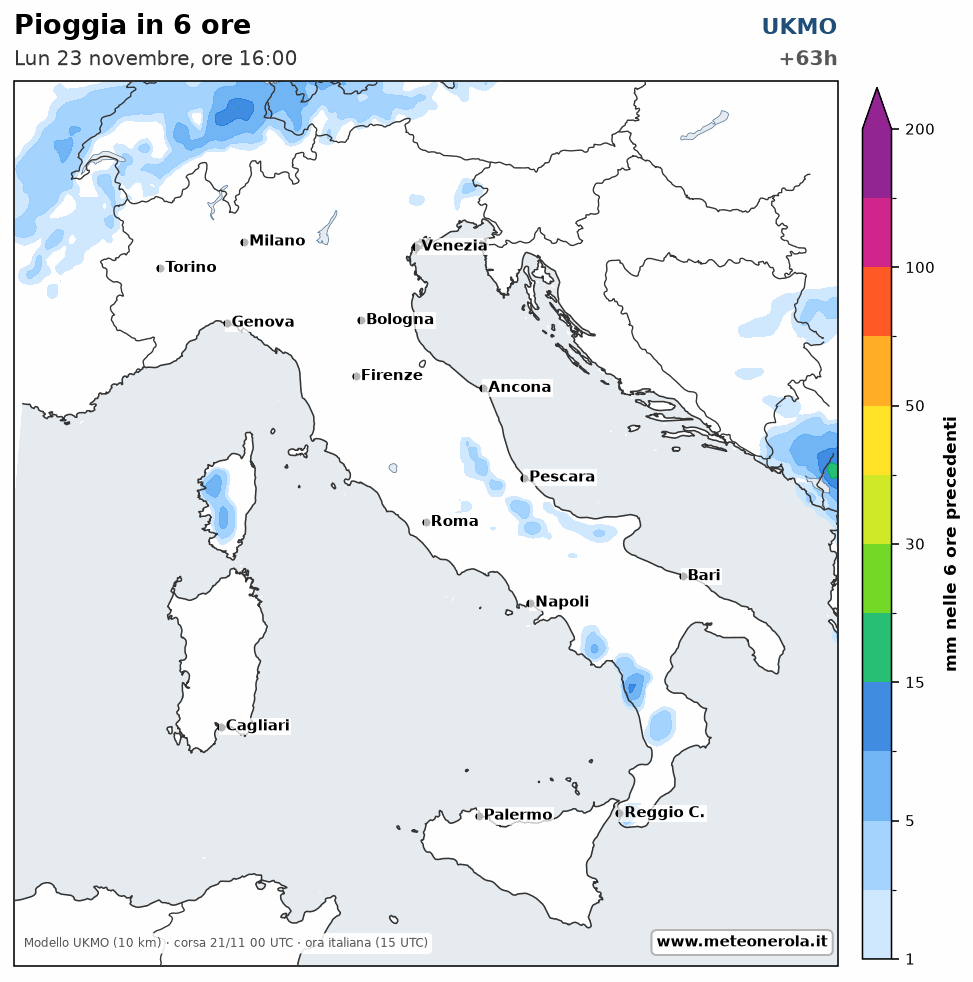 Pioggia in 6 ore
UKMO
Lun 23 novembre, ore 16:00
+63h
200
100
50
30
15
5
1
mm nelle 6 ore precedenti
Milano
Venezia
Torino
Genova
Bologna
Firenze
Ancona
Pescara
Roma
Bari
Napoli
Cagliari
Palermo
Reggio C.
Modello UKMO (10 km) · corsa 21/11 00 UTC · ora italiana (15 UTC)
www.meteonerola.it